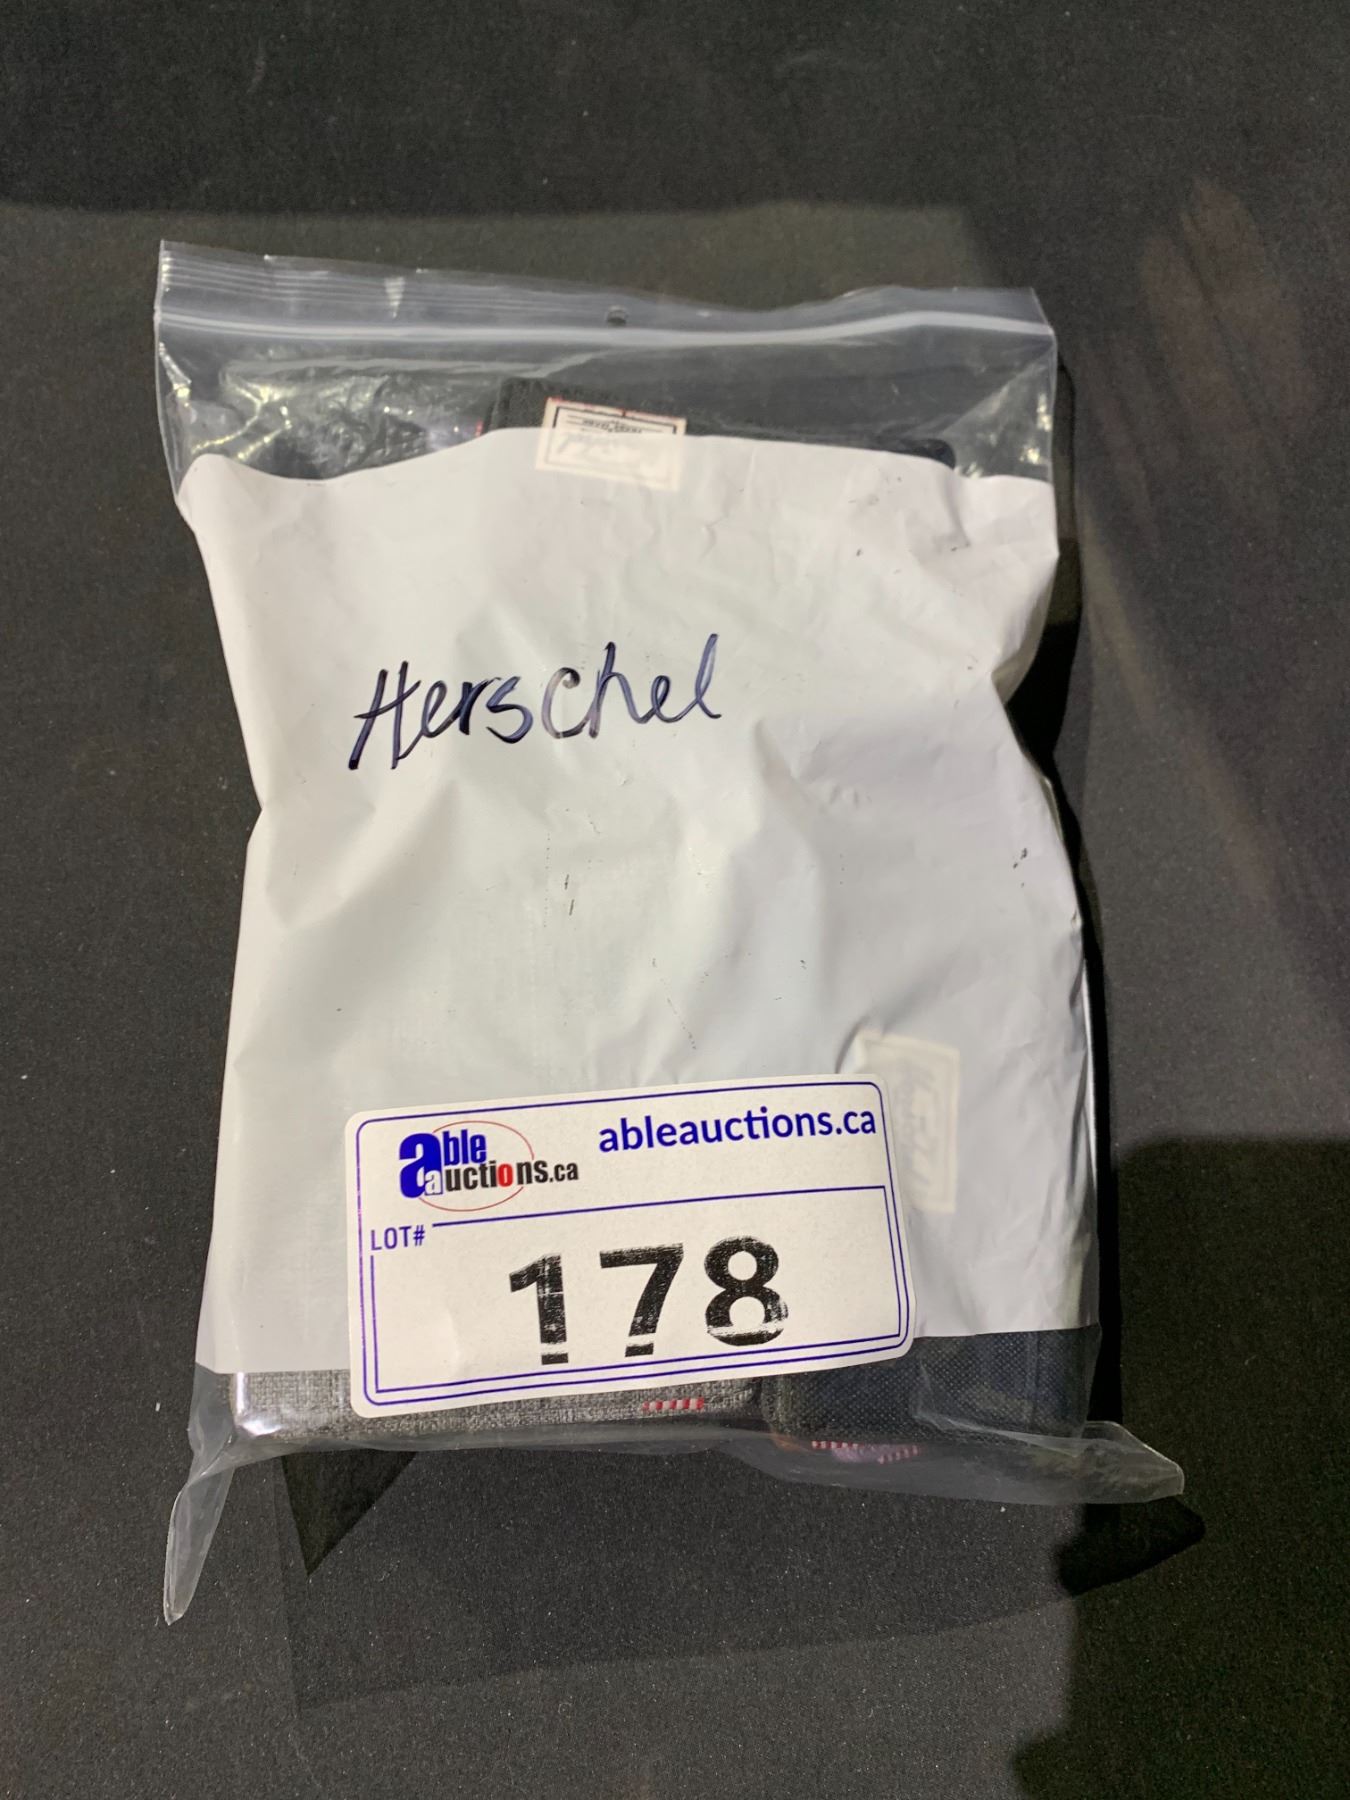 Herschel
able auctions.ca
ableauctions.ca
LOT#
178